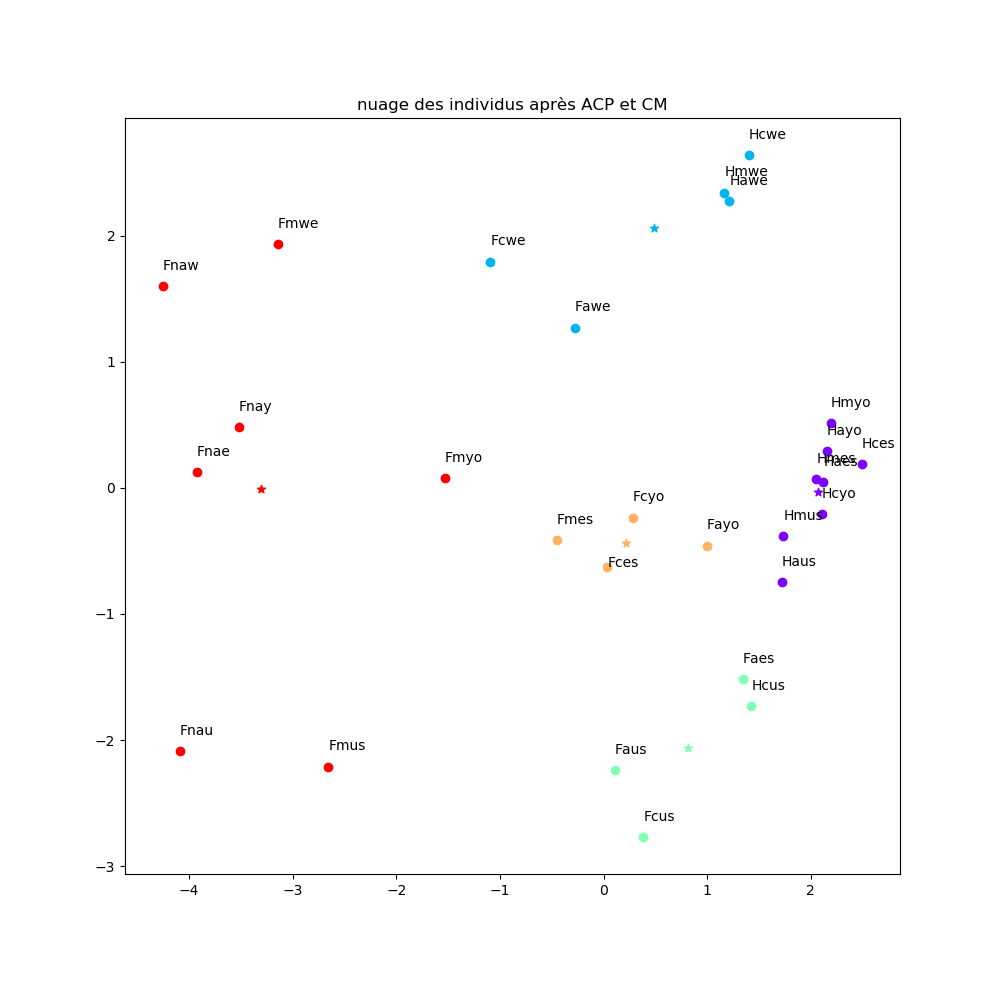 nuage des individus après ACP et CM
Hcwe
Hmwe
Hawe
Fmwe
Fcwe
Fnaw
Fawe
Hmyo
Fnay
Hayo
Hces
Fnae
Fmyo
Hmes
Haes
Hcyo
Fcyo
Hmus
Fmes
Fayo
Fces
Haus
Faes
Hcus
Fnau
Fmus
Faus
Fcus
2
1
0
−1
−2
−3
−4 −3 −2 −1 0 1 2